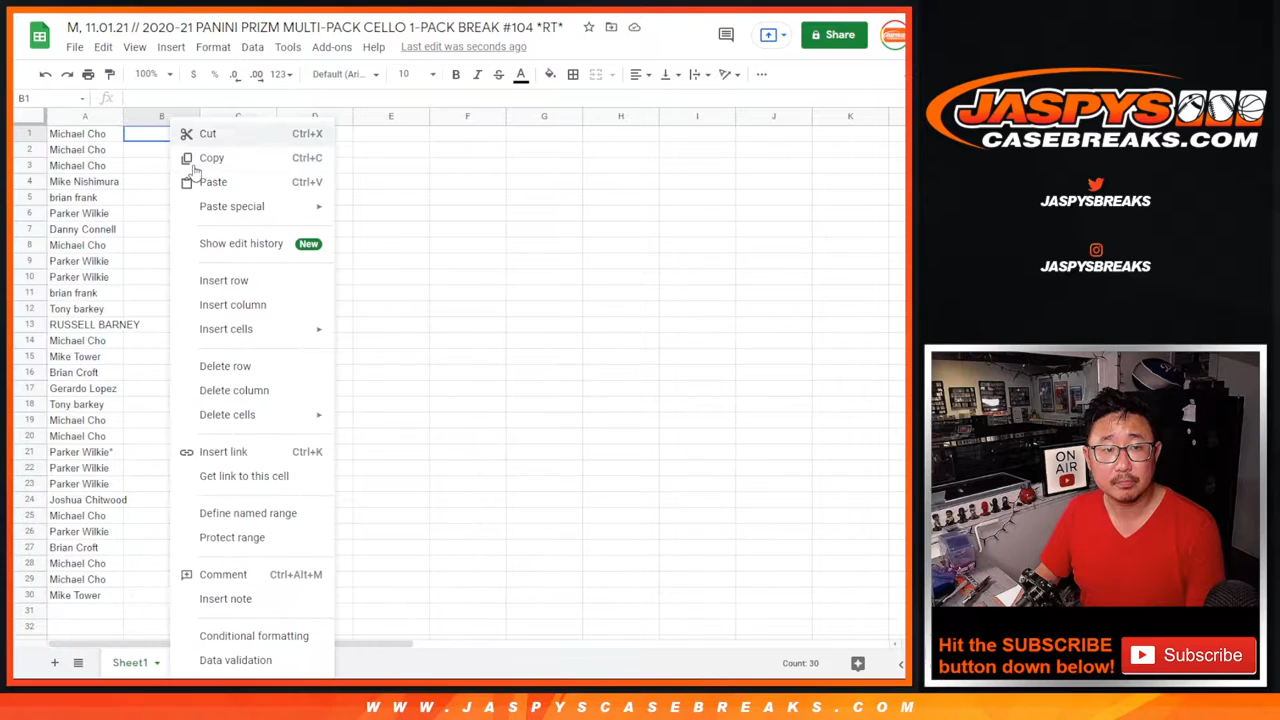 M, 11.01.21 // 2020-21 PANINI PRIZM MULTI-PACK CELLO 1-PACK BREAK #104 *RT*
File Edit View Insert Format Data Tools Add-ons Help Last edit was seconds ago
Share
100% $ % .0 .00 123 Default (Ari... 10 B I S A
B1 fx
A B C D E F G H I J K
1 Michael Cho
2 Michael Cho
3 Michael Cho
4 Mike Nishimura
5 brian frank
6 Parker Wilkie
7 Danny Connell
8 Michael Cho
9 Parker Wilkie
10 Parker Wilkie
11 brian frank
12 Tony barkey
13 RUSSELL BARNEY
14 Michael Cho
15 Mike Tower
16 Brian Croft
17 Gerardo Lopez
18 Tony barkey
19 Michael Cho
20 Michael Cho
21 Parker Wilkie*
22 Parker Wilkie
23 Parker Wilkie
24 Joshua Chitwood
25 Michael Cho
26 Parker Wilkie
27 Brian Croft
28 Michael Cho
29 Michael Cho
30 Mike Tower
31
32
Cut Ctrl+X
Copy Ctrl+C
Paste Ctrl+V
Paste special
Show edit history New
Insert row
Insert column
Insert cells
Delete row
Delete column
Delete cells
Insert link Ctrl+K
Get link to this cell
Define named range
Protect range
Comment Ctrl+Alt+M
Insert note
Conditional formatting
Data validation
Sheet1
Count: 30
JASPYS
CASEBREAKS.COM
JASPYSBREAKS
JASPYSBREAKS
ON
AIR
Hit the SUBSCRIBE
button down below!
Subscribe
WWW.JASPYSCASEBREAKS.COM